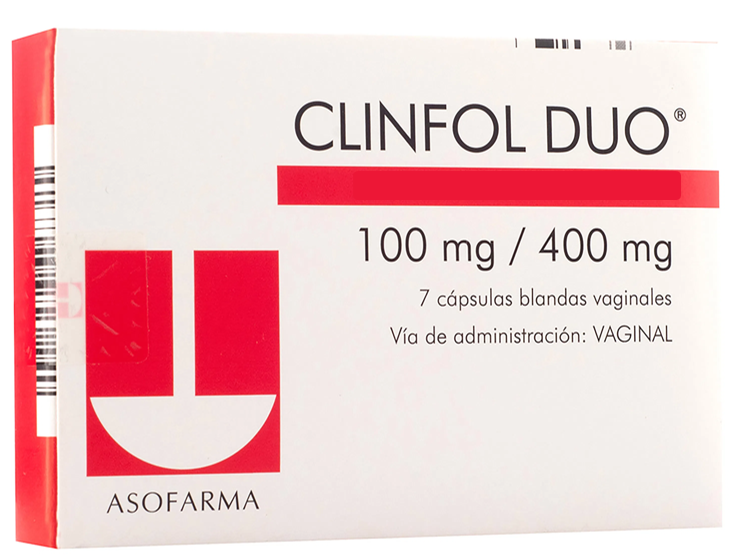 CLINFOL DUO®
100 mg / 400 mg
7 cápsulas blandas vaginales
Vía de administración: VAGINAL
ASOFARMA